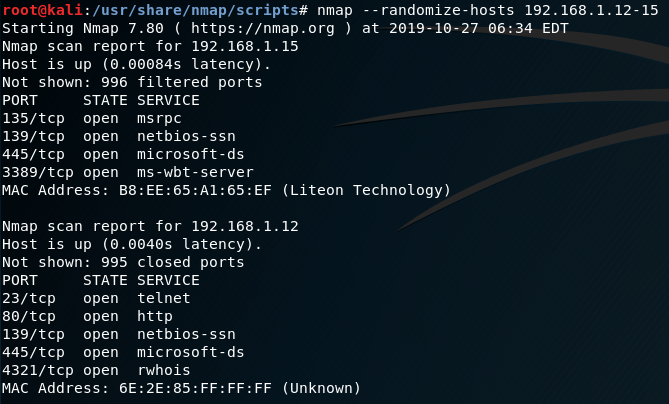 root@kali:/usr/share/nmap/scripts# nmap --randomize-hosts 192.168.1.12-15
Starting Nmap 7.80 ( https://nmap.org ) at 2019-10-27 06:34 EDT
Nmap scan report for 192.168.1.15
Host is up (0.00084s latency).
Not shown: 996 filtered ports
PORT     STATE SERVICE
135/tcp  open  msrpc
139/tcp  open  netbios-ssn
445/tcp  open  microsoft-ds
3389/tcp open  ms-wbt-server
MAC Address: B8:EE:65:A1:65:EF (Liteon Technology)

Nmap scan report for 192.168.1.12
Host is up (0.0040s latency).
Not shown: 995 closed ports
PORT     STATE SERVICE
23/tcp   open  telnet
80/tcp   open  http
139/tcp  open  netbios-ssn
445/tcp  open  microsoft-ds
4321/tcp open  rwhois
MAC Address: 6E:2E:85:FF:FF:FF (Unknown)